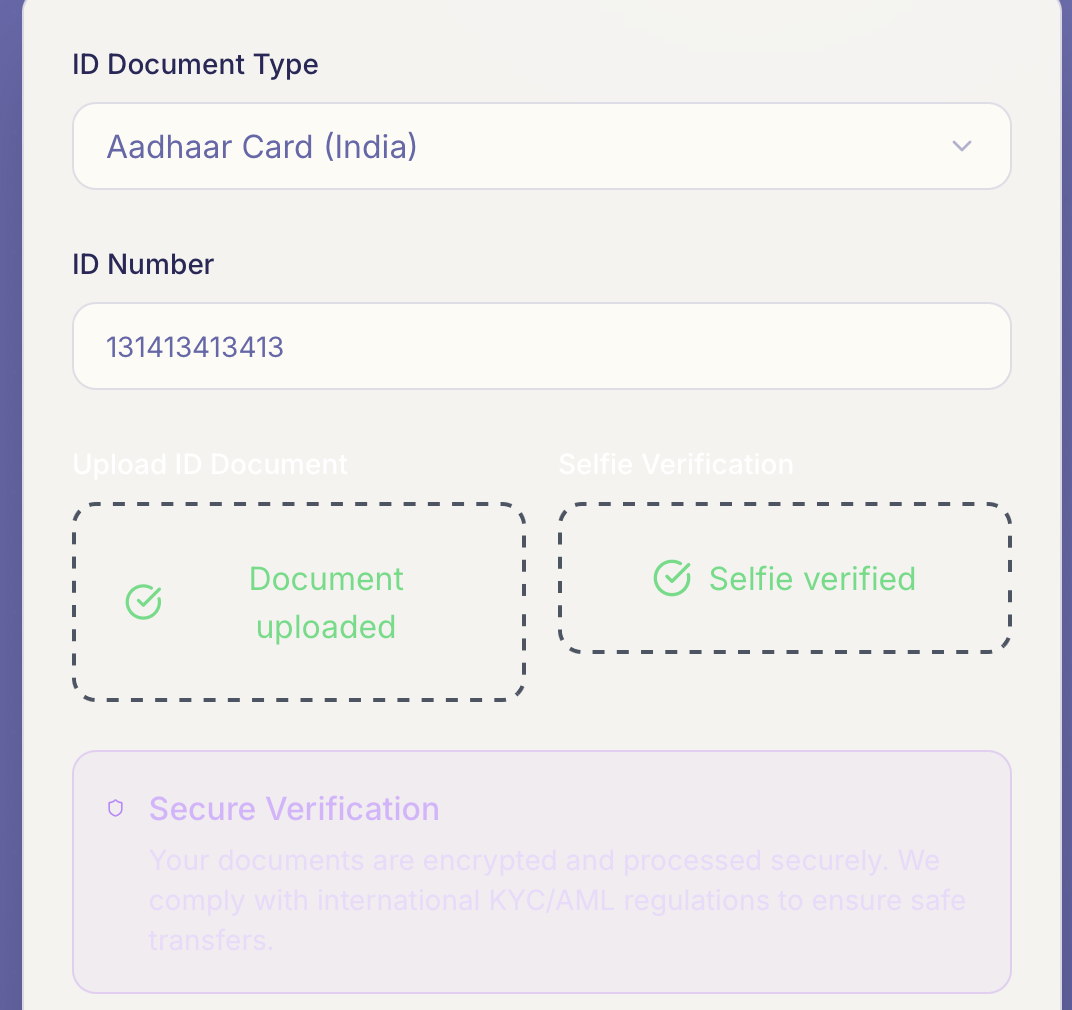 ID Document Type
Aadhaar Card (India)
ID Number
131413413413
Upload ID Document
Selfie Verification
Document
uploaded
Selfie verified
Secure Verification
Your documents are encrypted and processed securely. We
comply with international KYC/AML regulations to ensure safe
transfers.